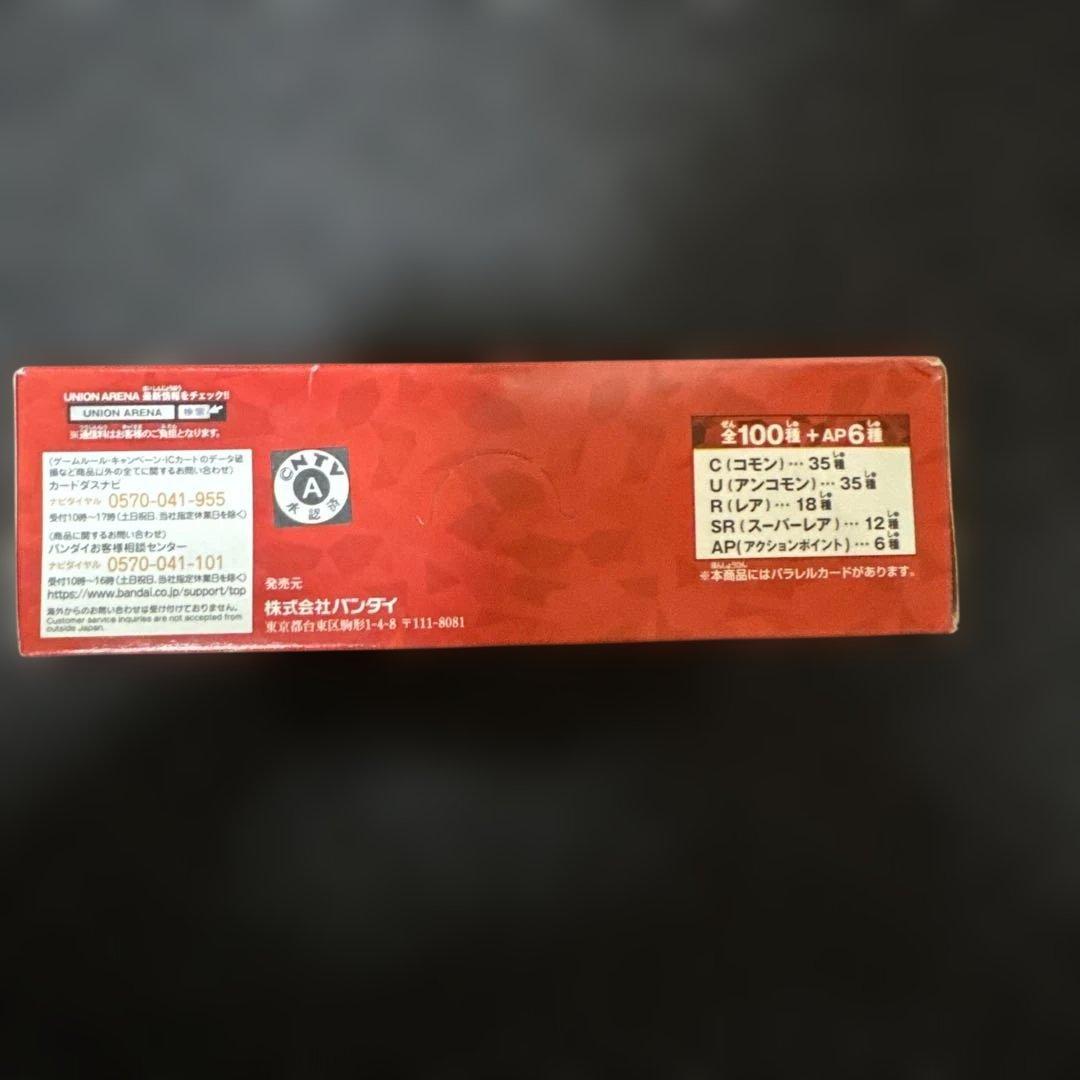 UNION ARENA 最新情報をチェック!!
UNION ARENA 検索
※通信料はお客様のご負担となります。
(ゲームルール・キャンペーン・ICカードのデータ破
損など商品以外の全てに関するお問い合わせ)
カードダスナビ
ナビダイヤル 0570-041-955
受付10時〜17時(土日祝日、当社指定休業日を除く)
(商品に関するお問い合わせ)
バンダイお客様相談センター
ナビダイヤル 0570-041-101
受付10時〜16時(土日祝日、当社指定休業日を除く)
https://www.bandai.co.jp/support/top
海外からのお問い合わせは受け付けておりません。
Customer service inquiries are not accepted from
outside Japan.
©NTV
A
承認済
発売元
株式会社バンダイ
東京都台東区駒形1-4-8 〒111-8081
全100種+AP6種
C(コモン)…35種
U(アンコモン)…35種
R(レア)…18種
SR(スーパーレア)…12種
AP(アクションポイント)…6種
※本商品にはパラレルカードがあります。